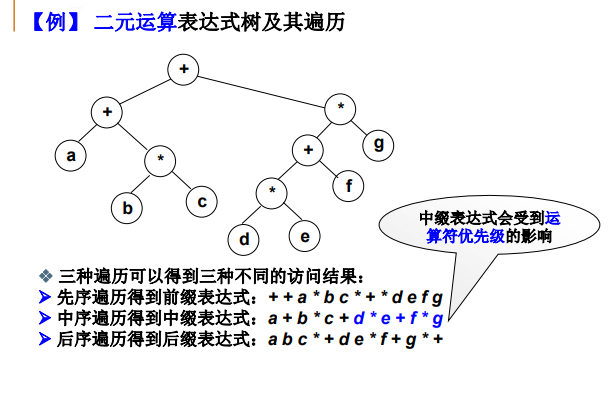 【例】 二元运算表达式树及其遍历
+
+
*
a
*
+
g
b
c
*
f
d
e
中缀表达式会受到运
算符优先级的影响
三种遍历可以得到三种不同的访问结果：
先序遍历得到前缀表达式：+ + a * b c * + * d e f g
中序遍历得到中缀表达式：a + b * c + d * e + f * g
后序遍历得到后缀表达式：a b c * + d e * f + g * +